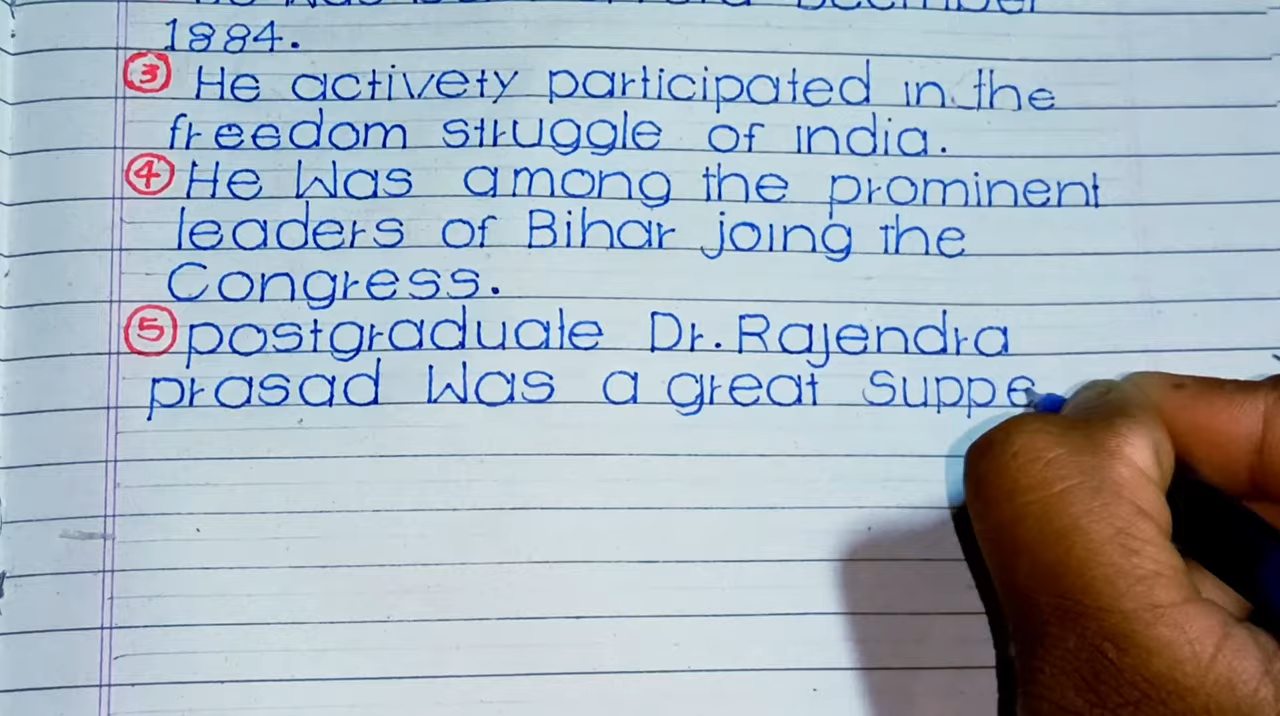 1884.
③ He activety participated in the
freedom struggle of india.
④ He Was among the prominent
leaders of Bihar joing the
Congress.
⑤ postgraduate Dr. Rajendra
prasad Was a great suppe